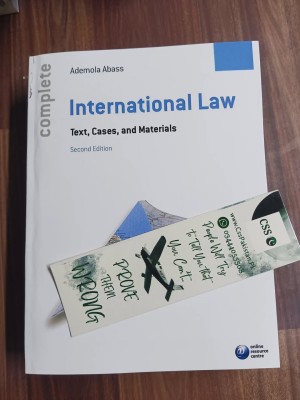 complete
Ademola Abass
International Law
Text, Cases, and Materials
Second Edition
CSS
People Will Try
to Tell You that
You Can't...
PROVE
THEM
WRONG
online
resource
centre